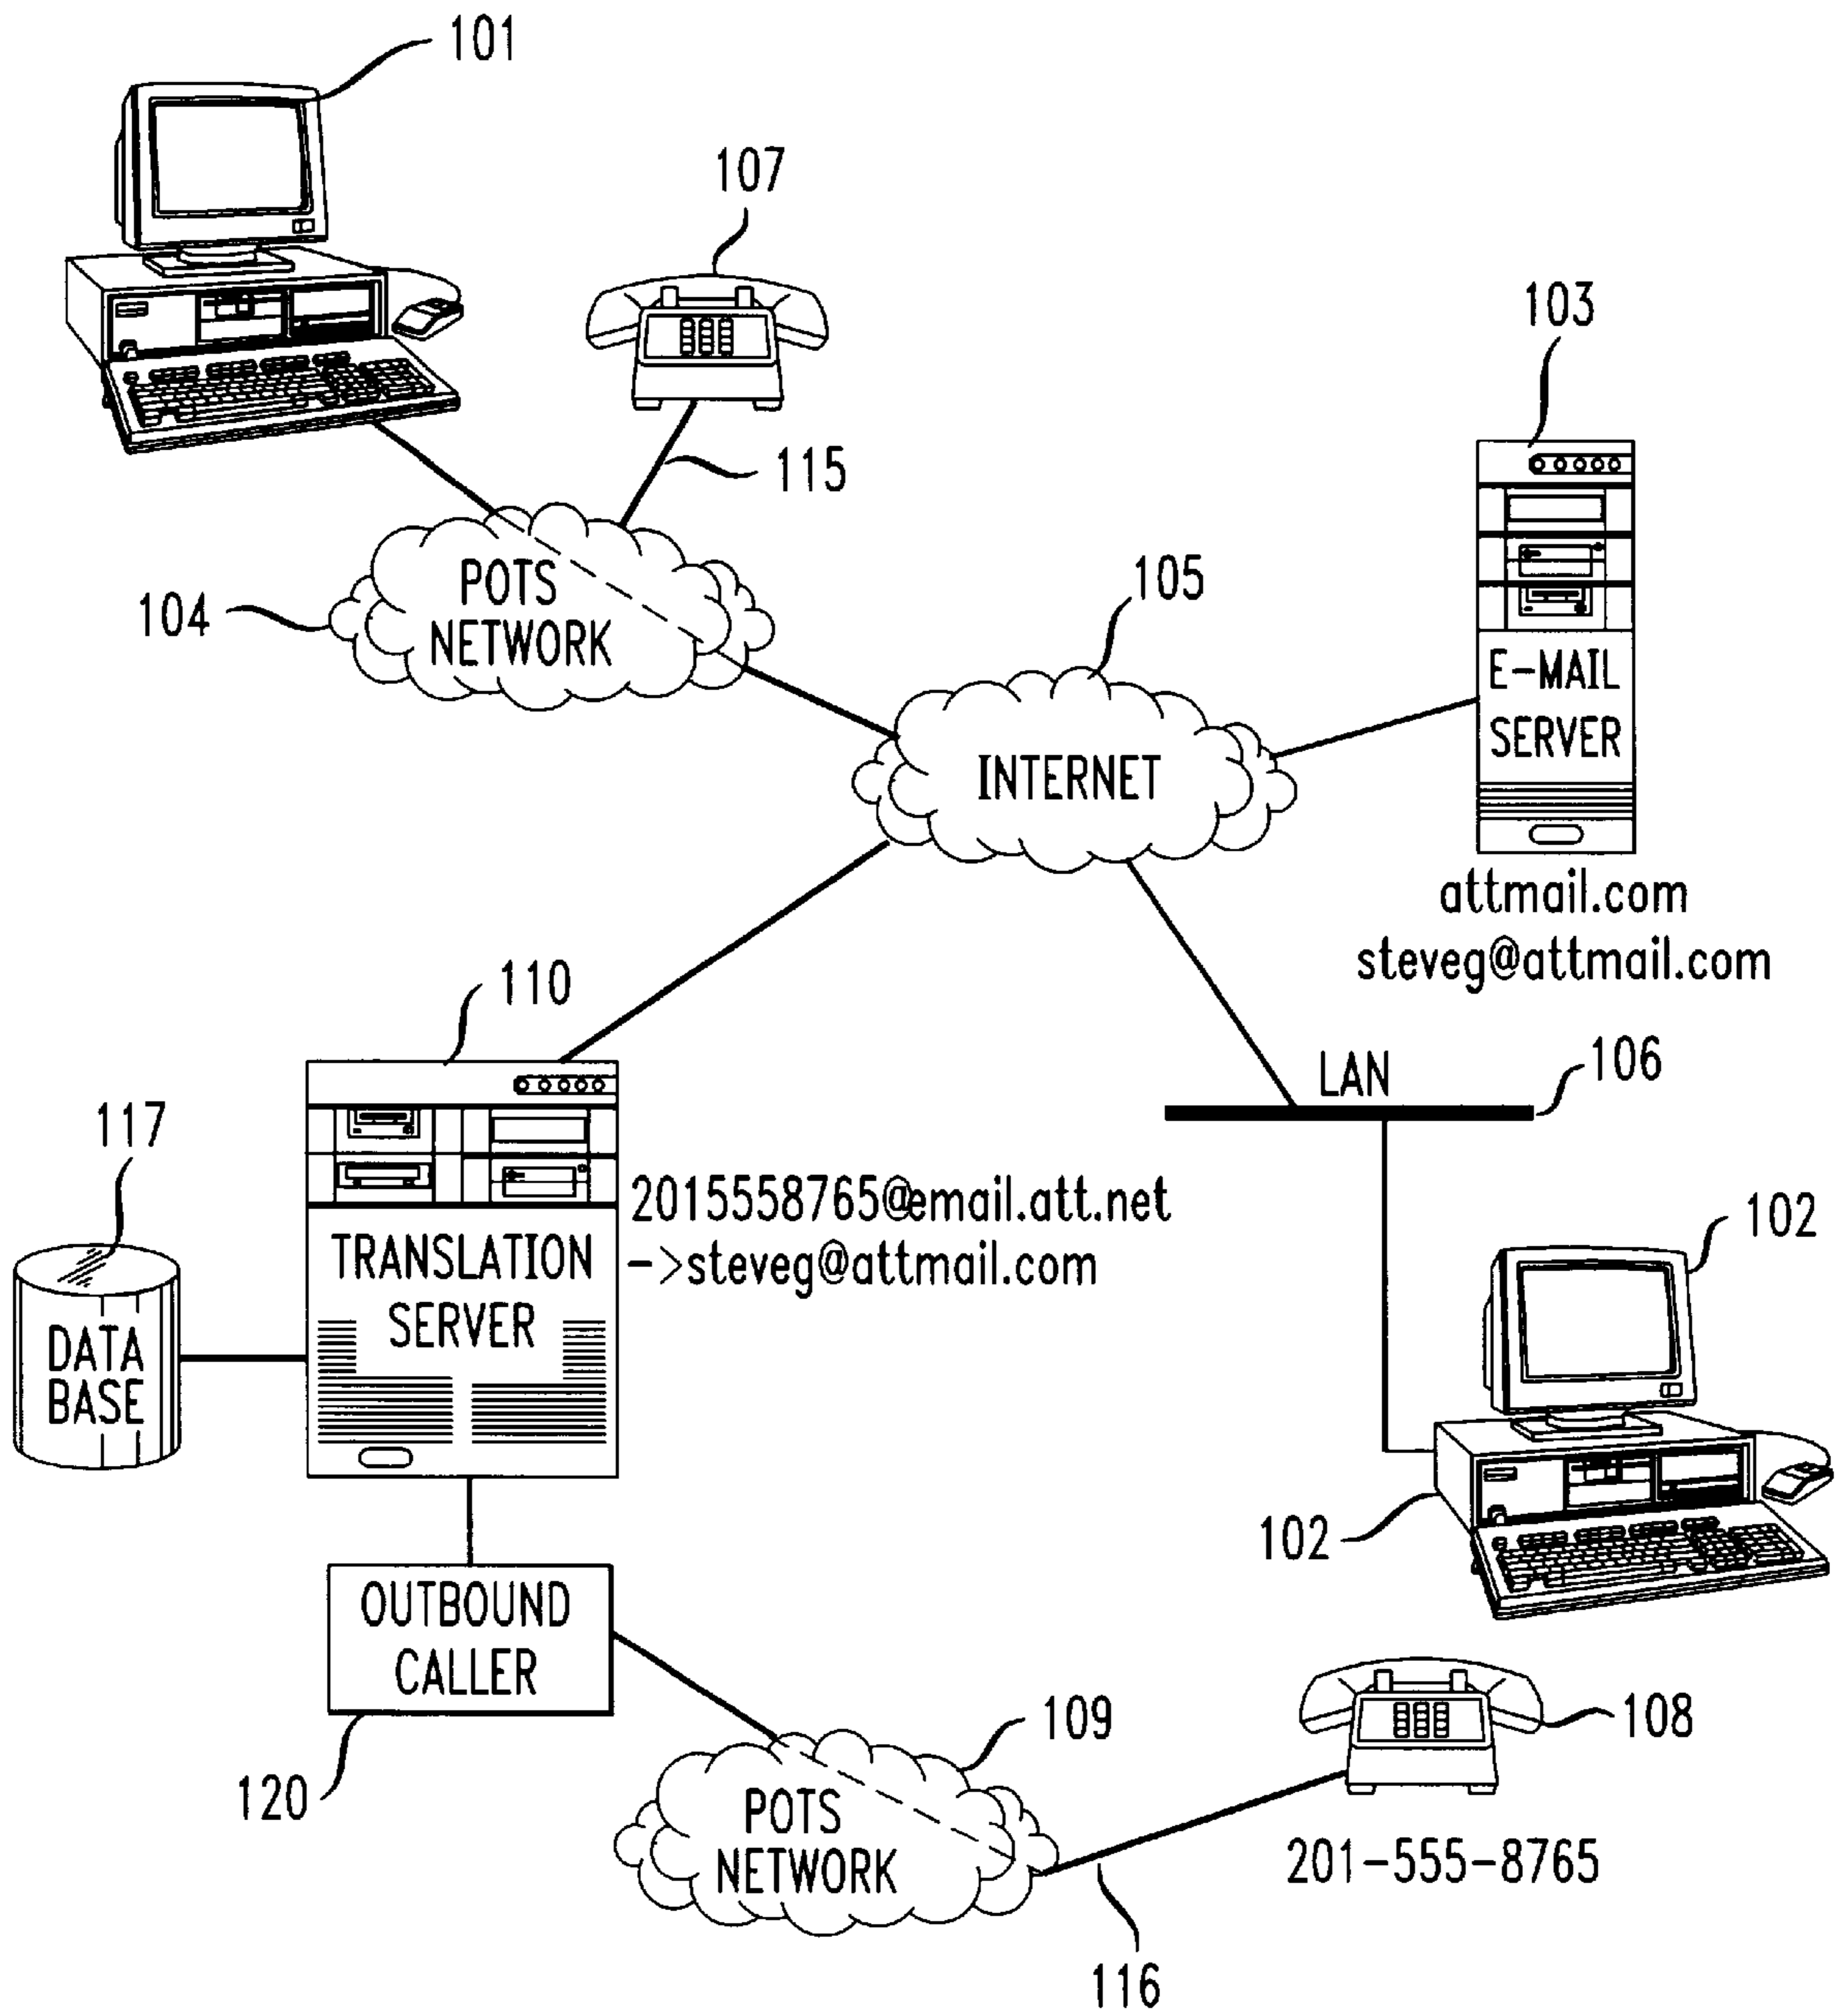 101
107
103
115
POTS
NETWORK
104
105
INTERNET
E-MAIL
SERVER
attmail.com
steveg@attmail.com
110
LAN
106
117
2015558765@email.att.net
->steveg@attmail.com
TRANSLATION
SERVER
DATA
BASE
102
102
OUTBOUND
CALLER
120
109
POTS
NETWORK
108
201-555-8765
116